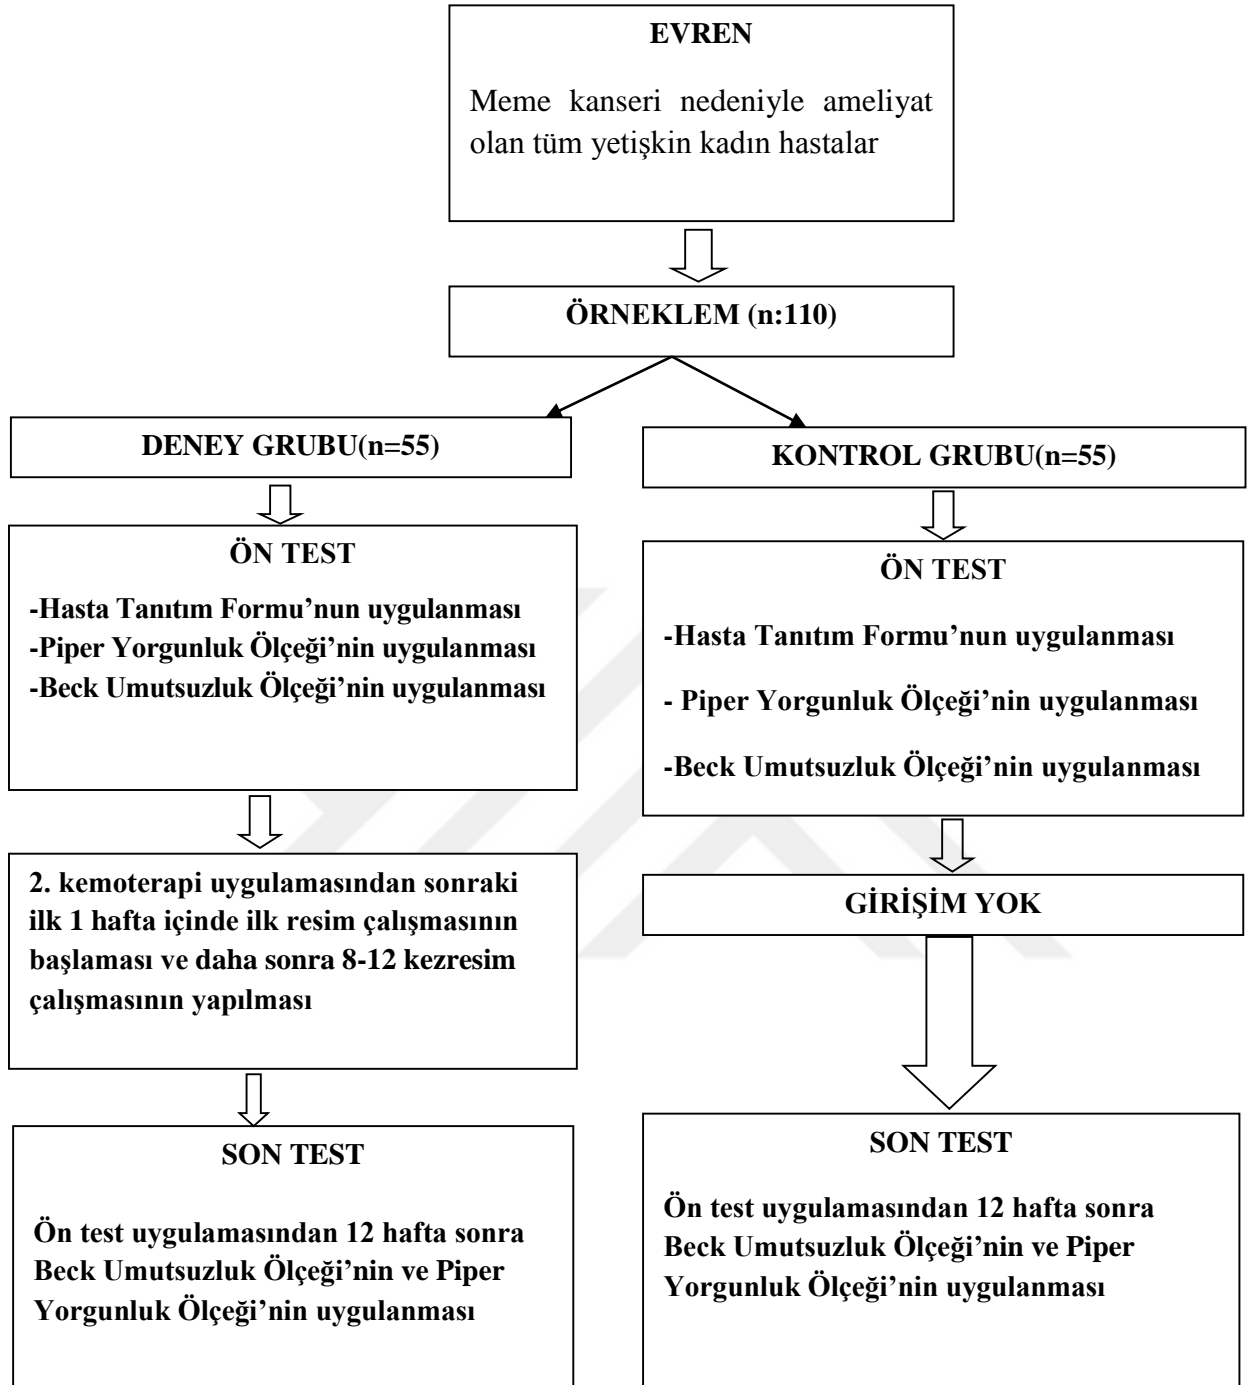 EVREN
Meme kanseri nedeniyle ameliyat
olan tüm yetişkin kadın hastalar
ÖRNEKLEM (n:110)
DENEY GRUBU(n=55)
KONTROL GRUBU(n=55)
ÖN TEST
-Hasta Tanıtım Formu’nun uygulanması
-Piper Yorgunluk Ölçeği’nin uygulanması
-Beck Umutsuzluk Ölçeği’nin uygulanması
ÖN TEST
-Hasta Tanıtım Formu’nun uygulanması
- Piper Yorgunluk Ölçeği’nin uygulanması
-Beck Umutsuzluk Ölçeği’nin uygulanması
2. kemoterapi uygulamasından sonraki
ilk 1 hafta içinde ilk resim çalışmasının
başlaması ve daha sonra 8-12 kezresim
çalışmasının yapılması
GİRİŞİM YOK
SON TEST
Ön test uygulamasından 12 hafta sonra
Beck Umutsuzluk Ölçeği’nin ve Piper
Yorgunluk Ölçeği’nin uygulanması
SON TEST
Ön test uygulamasından 12 hafta sonra
Beck Umutsuzluk Ölçeği’nin ve Piper
Yorgunluk Ölçeği’nin uygulanması